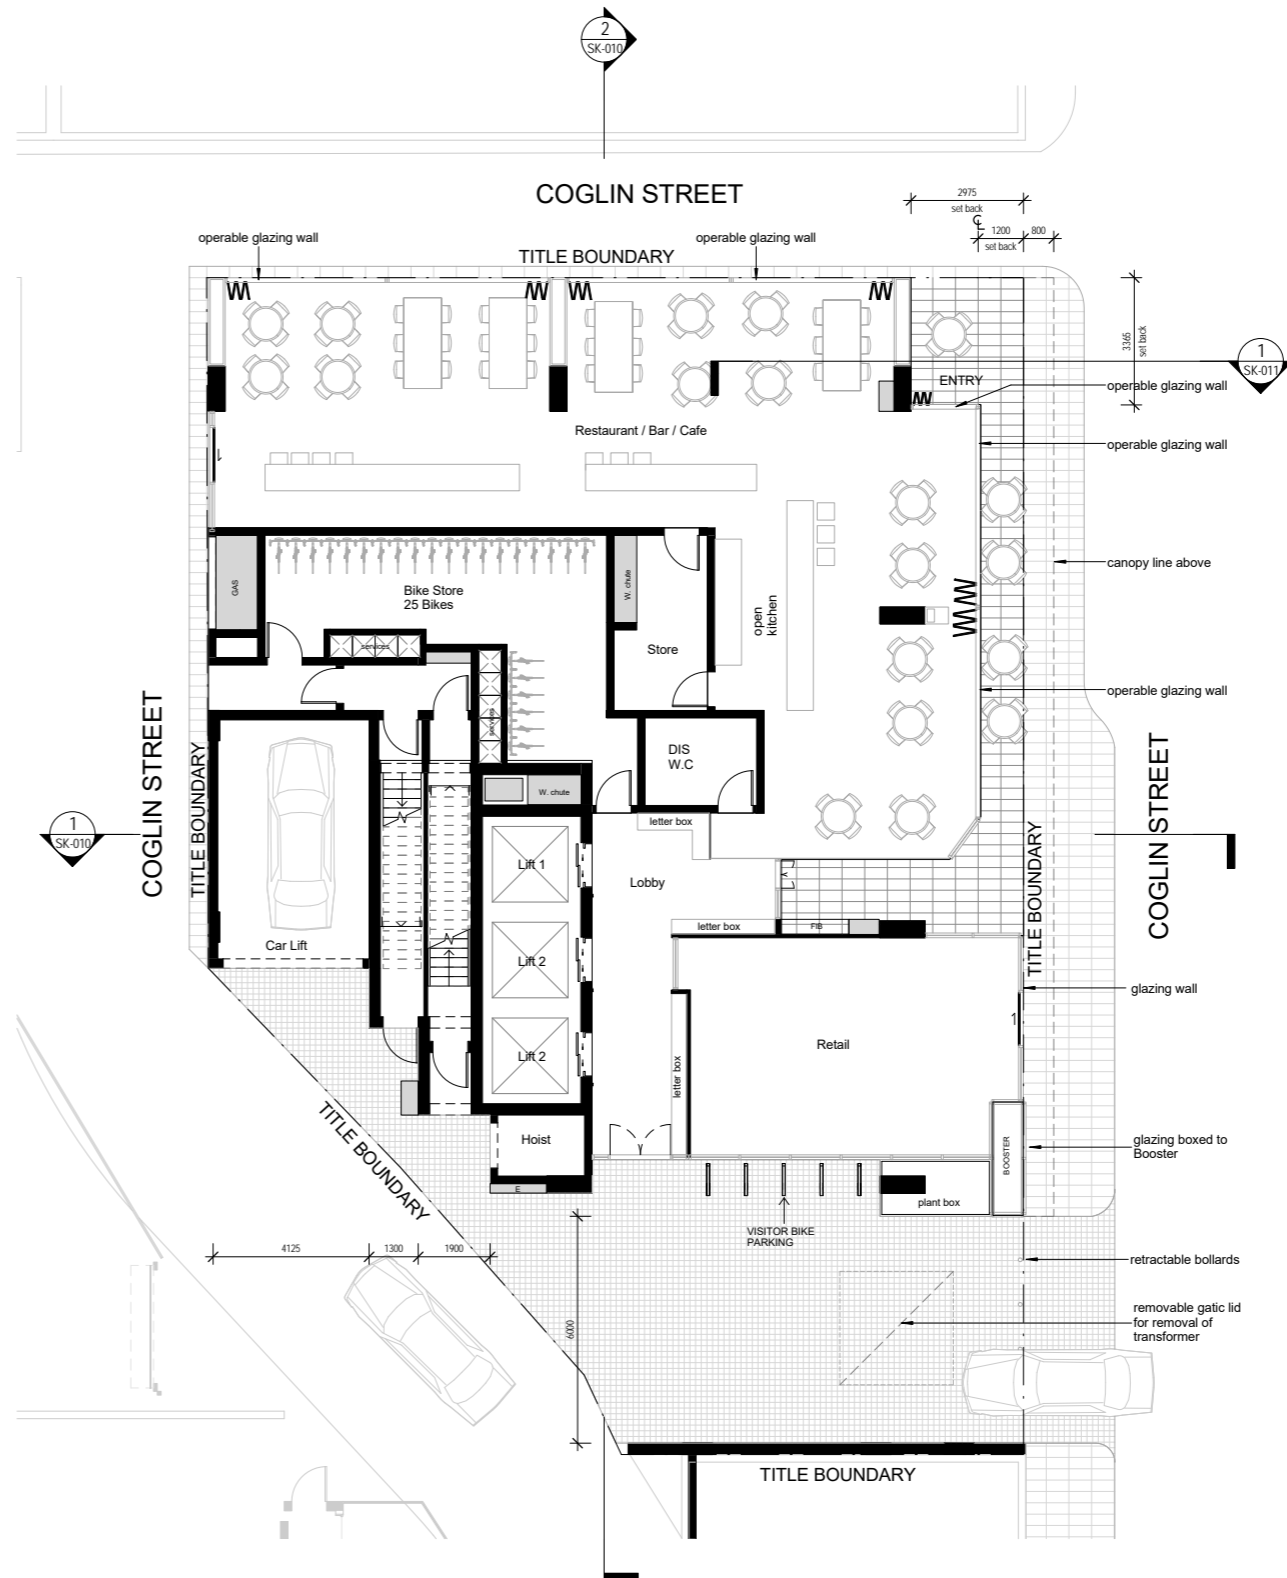 2
SK-010
COGLIN STREET
2975
set back
CL
1200
800
set back
operable glazing wall
operable glazing wall
TITLE BOUNDARY
3365
set back
1
SK-011
ENTRY
operable glazing wall
Restaurant / Bar / Cafe
operable glazing wall
GAS
W. chute
Bike Store
25 Bikes
open
kitchen
canopy line above
services
Store
services
operable glazing wall
COGLIN STREET
TITLE BOUNDARY
DIS
W.C
COGLIN STREET
W. chute
letter box
1
SK-010
TITLE BOUNDARY
Lift 1
Lobby
letter box
FIB
Car Lift
Lift 2
glazing wall
Retail
Lift 2
letter box
TITLE BOUNDARY
Hoist
BOOSTER
glazing boxed to
Booster
E
plant box
VISITOR BIKE
PARKING
4125
1300
1900
retractable bollards
6000
removable gatic lid
for removal of
transformer
TITLE BOUNDARY